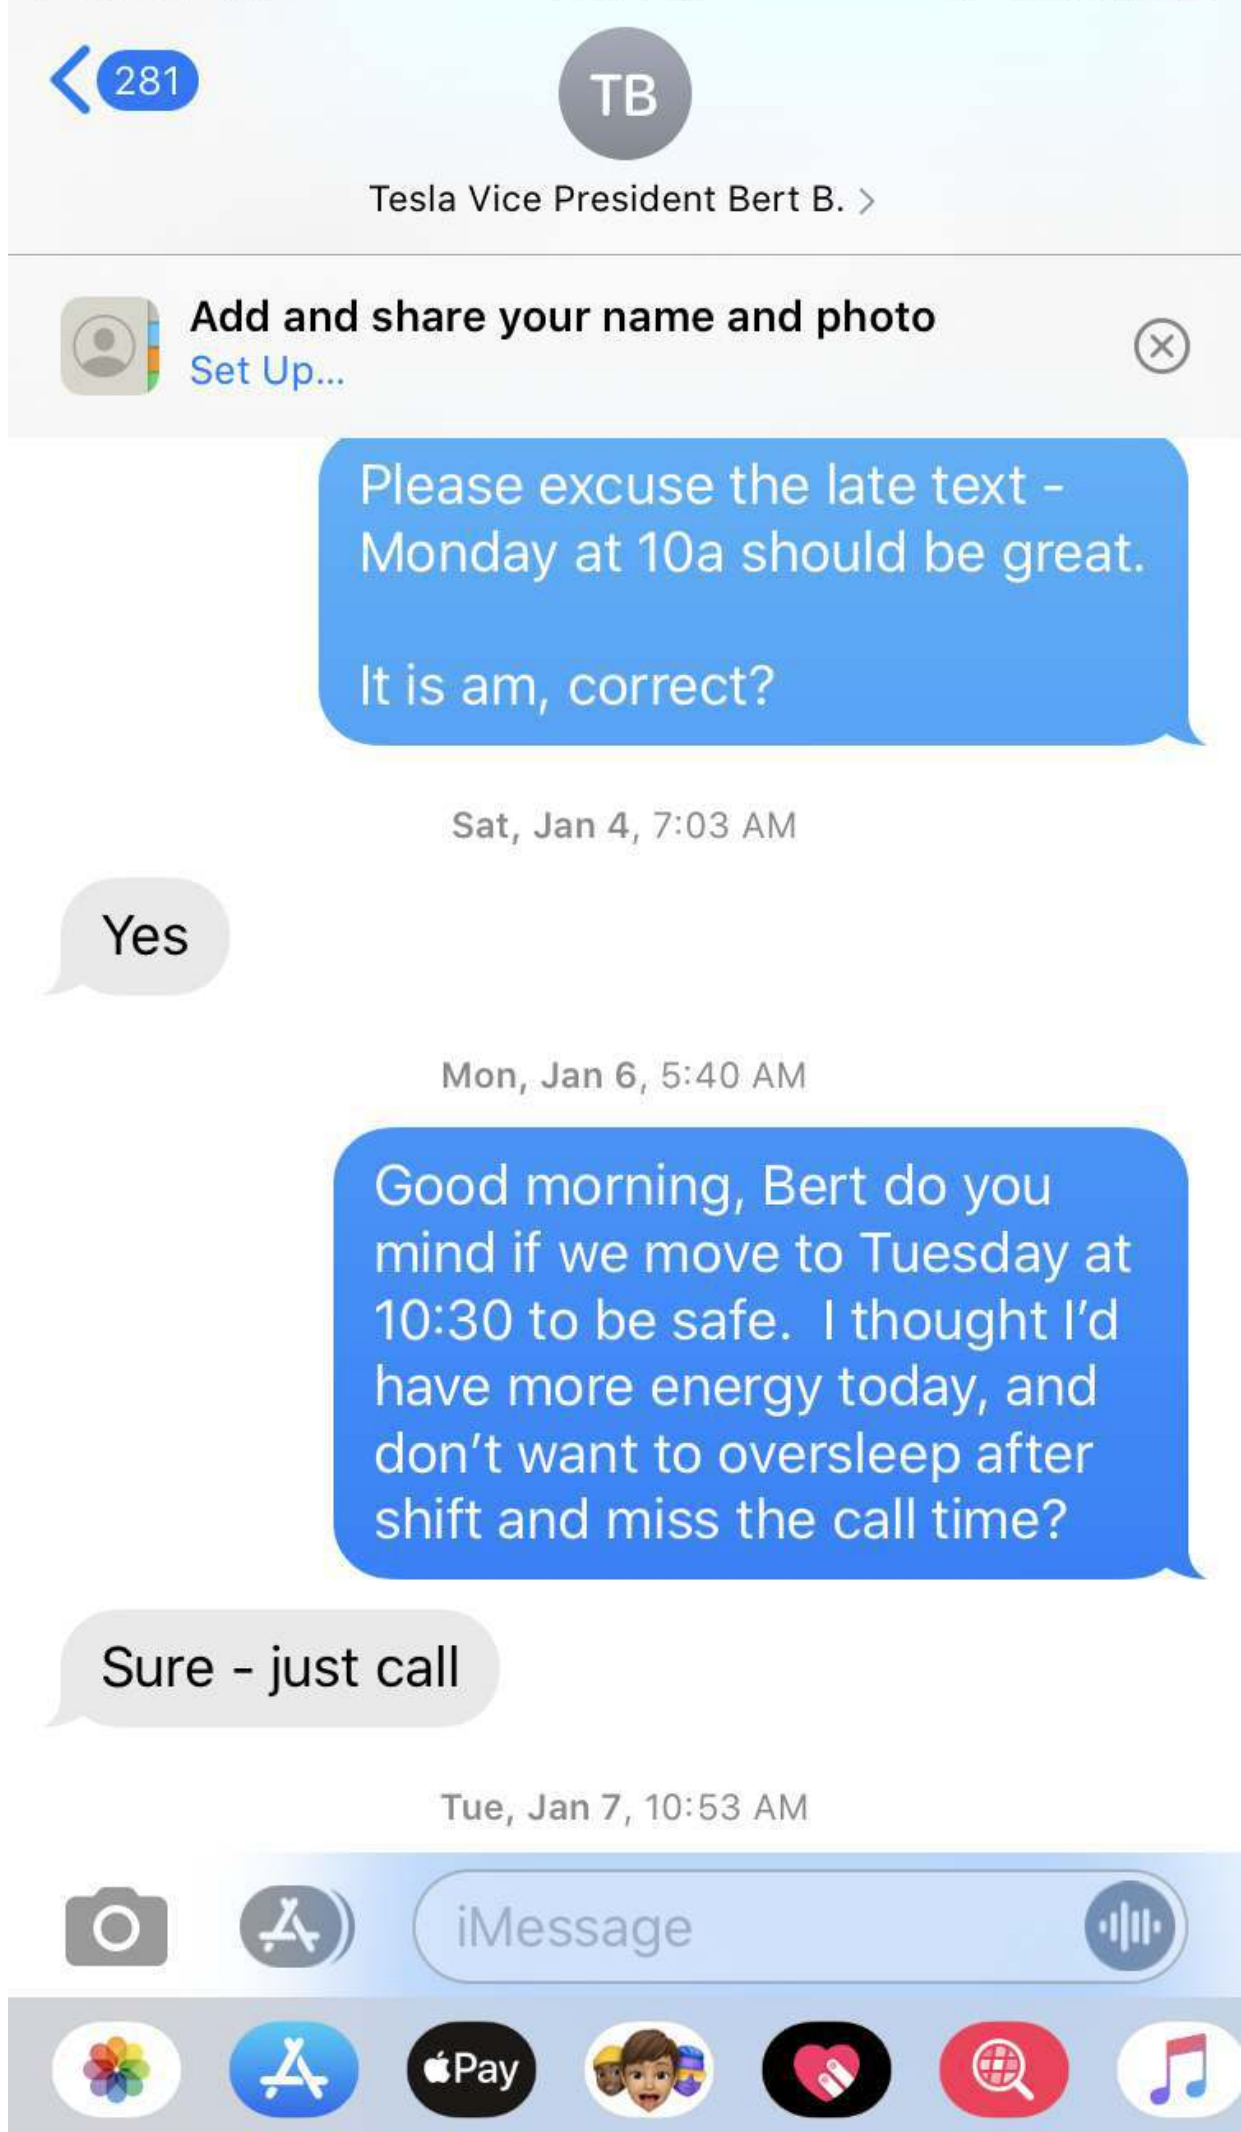 281
TB
Tesla Vice President Bert B.
Add and share your name and photo
Set Up...
Please excuse the late text -
Monday at 10a should be great.
It is am, correct?
Sat, Jan 4, 7:03 AM
Yes
Mon, Jan 6, 5:40 AM
Good morning, Bert do you
mind if we move to Tuesday at
10:30 to be safe.  I thought I’d
have more energy today, and
don’t want to oversleep after
shift and miss the call time?
Sure - just call
Tue, Jan 7, 10:53 AM
iMessage
Pay